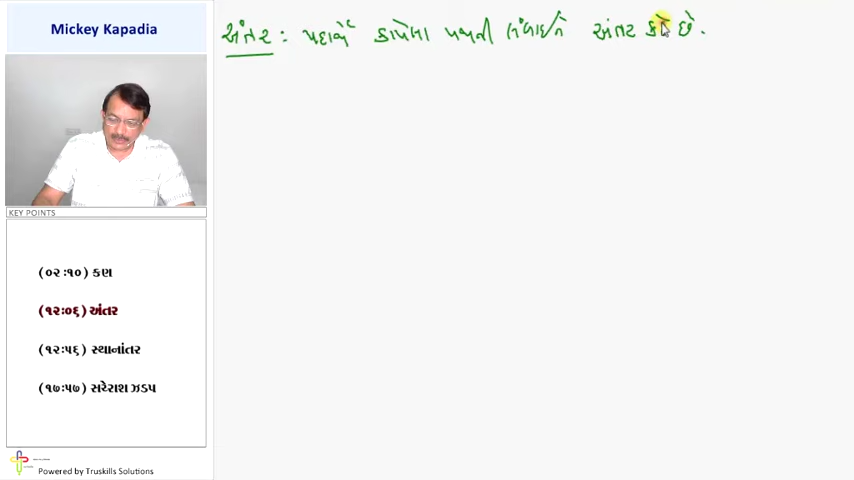 Mickey Kapadia
અંતર : પદાર્થે કાપેલા પથની લંબાઈને અંતર કહે છે.
KEY POINTS
(૦૨:૧૦) કણ
(૧૨:૦૬) અંતર
(૧૨:૫૬) સ્થાનાંતર
(૧૭:૫૭) સરેરાશ ઝડપ
Powered by Truskills Solutions